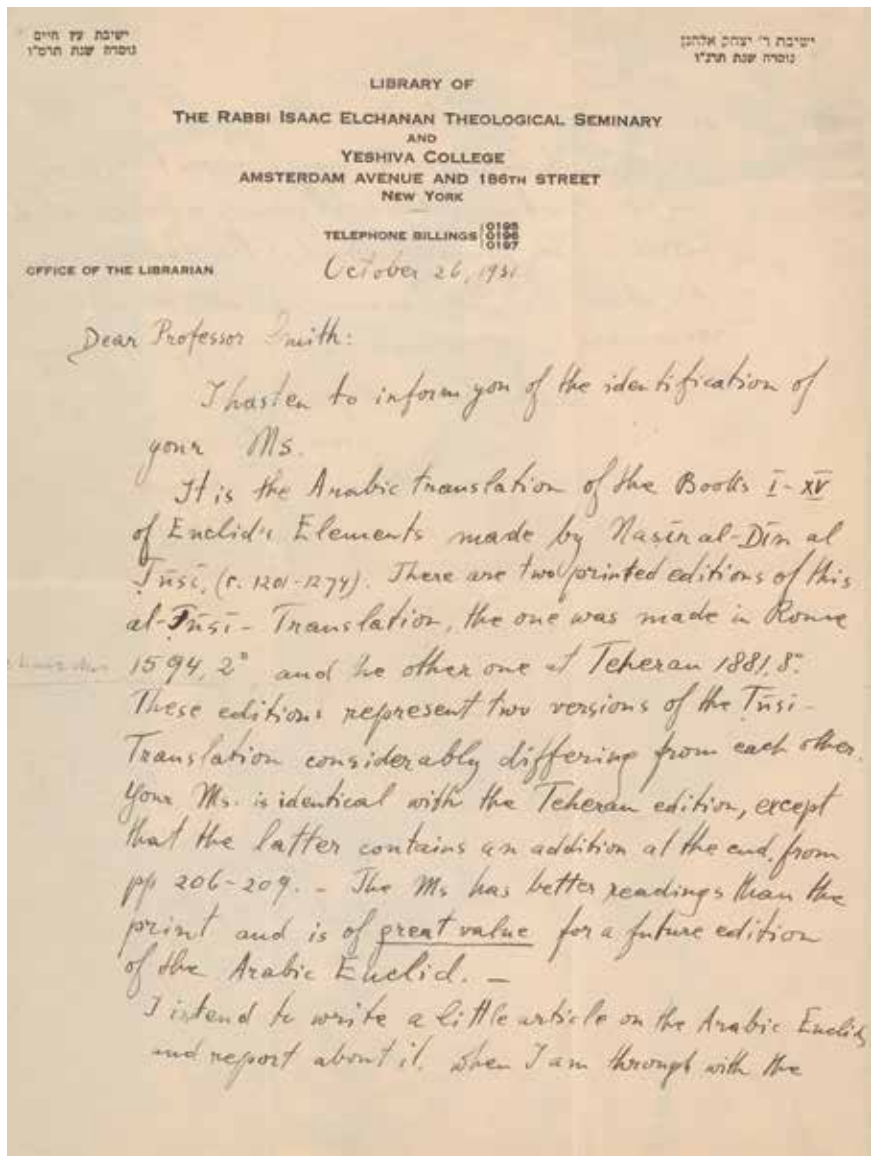 ישיבת עץ חיים
נוסדה שנת תרמ"ו
ישיבת ר' יצחק אלחנן
נוסדה שנת תרנ"ו
LIBRARY OF
THE RABBI ISAAC ELCHANAN THEOLOGICAL SEMINARY
AND
YESHIVA COLLEGE
AMSTERDAM AVENUE AND 186TH STREET
NEW YORK
TELEPHONE BILLINGS 0195
0196
0197
OFFICE OF THE LIBRARIAN
October 26, 1931
Dear Professor Smith:
I hasten to inform you of the identification of
your Ms.
It is the Arabic translation of the Books I-XV
of Euclid's Elements made by Nasīr al-Dīn al
Ṭūsī, (c. 1201-1274). There are two printed editions of this
al-Ṭūsī-Translation, the one was made in Rome
1594, 2° and he other one at Teheran 1881, 8°.
These editions represent two versions of the Ṭūsī-
Translation considerably differing from each other.
Your Ms. is identical with the Teheran edition, except
that the latter contains an addition at the end, from
pp 206-209. - The Ms has better readings than the
print and is of great value for a future edition
of the Arabic Euclid. -
I intend to write a little article on the Arabic Euclid,
and report about it. When I am through with the